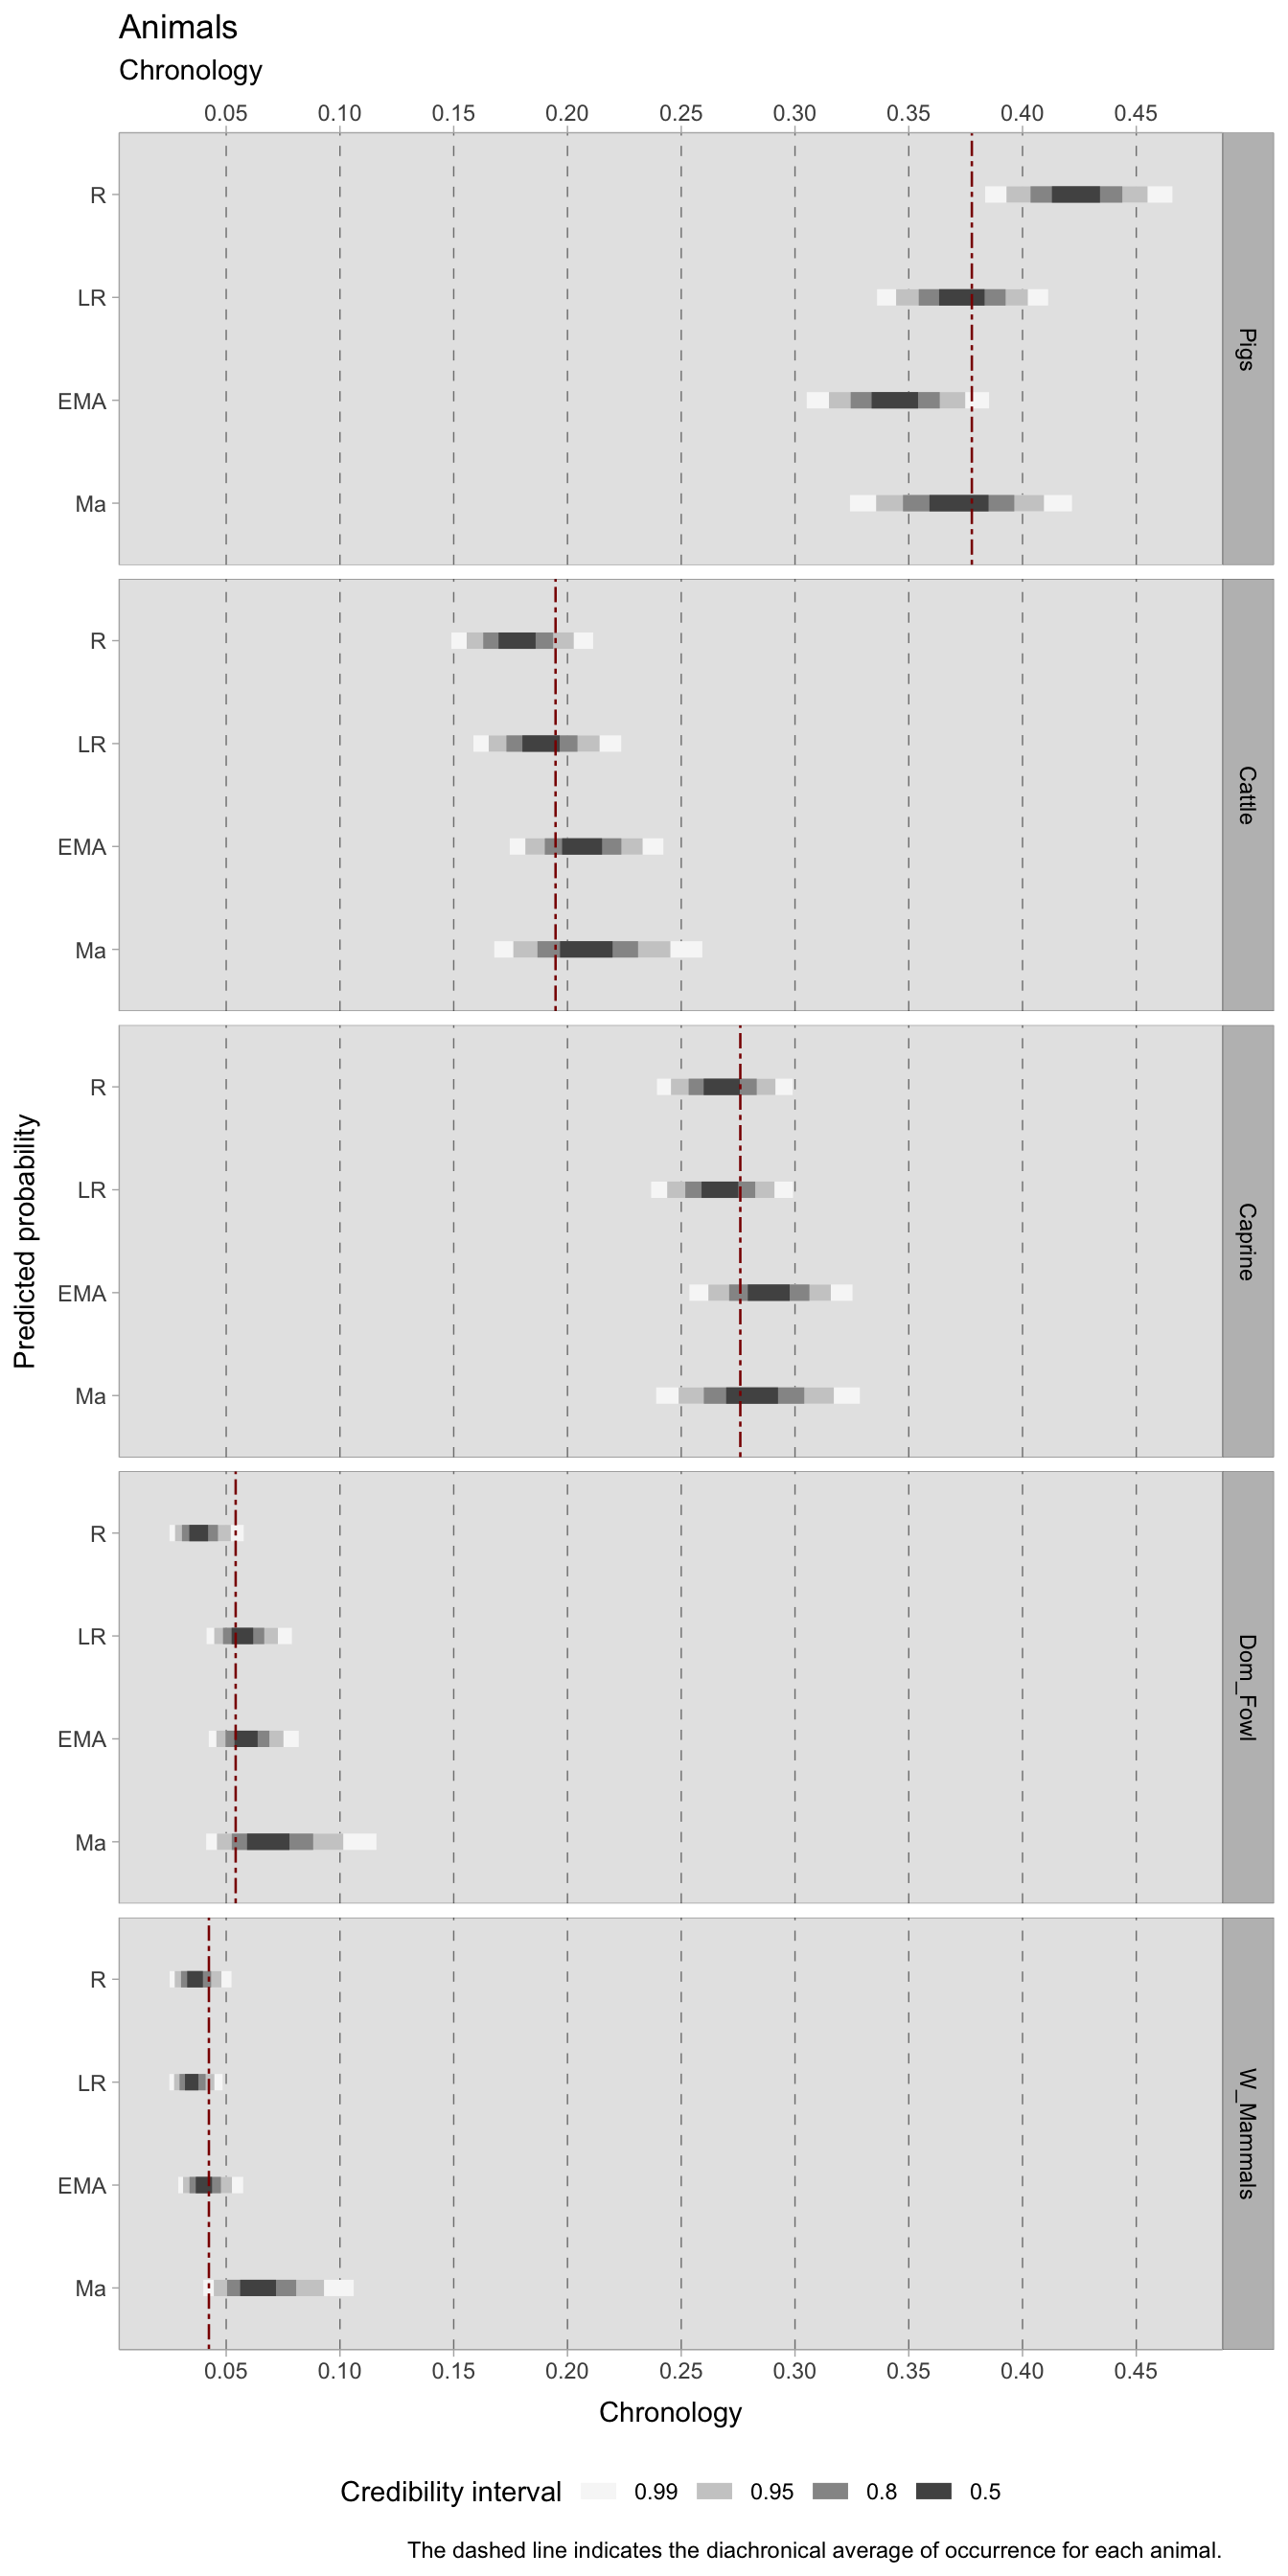 Animals
Chronology
0.05 0.10 0.15 0.20 0.25 0.30 0.35 0.40 0.45
R
LR
EMA
Ma
Pigs
R
LR
EMA
Ma
Cattle
R
LR
EMA
Ma
Caprine
R
LR
EMA
Ma
Dom_Fowl
R
LR
EMA
Ma
W_Mammals
Predicted probability
0.05 0.10 0.15 0.20 0.25 0.30 0.35 0.40 0.45
Chronology
Credibility interval 0.99 0.95 0.8 0.5
The dashed line indicates the diachronical average of occurrence for each animal.